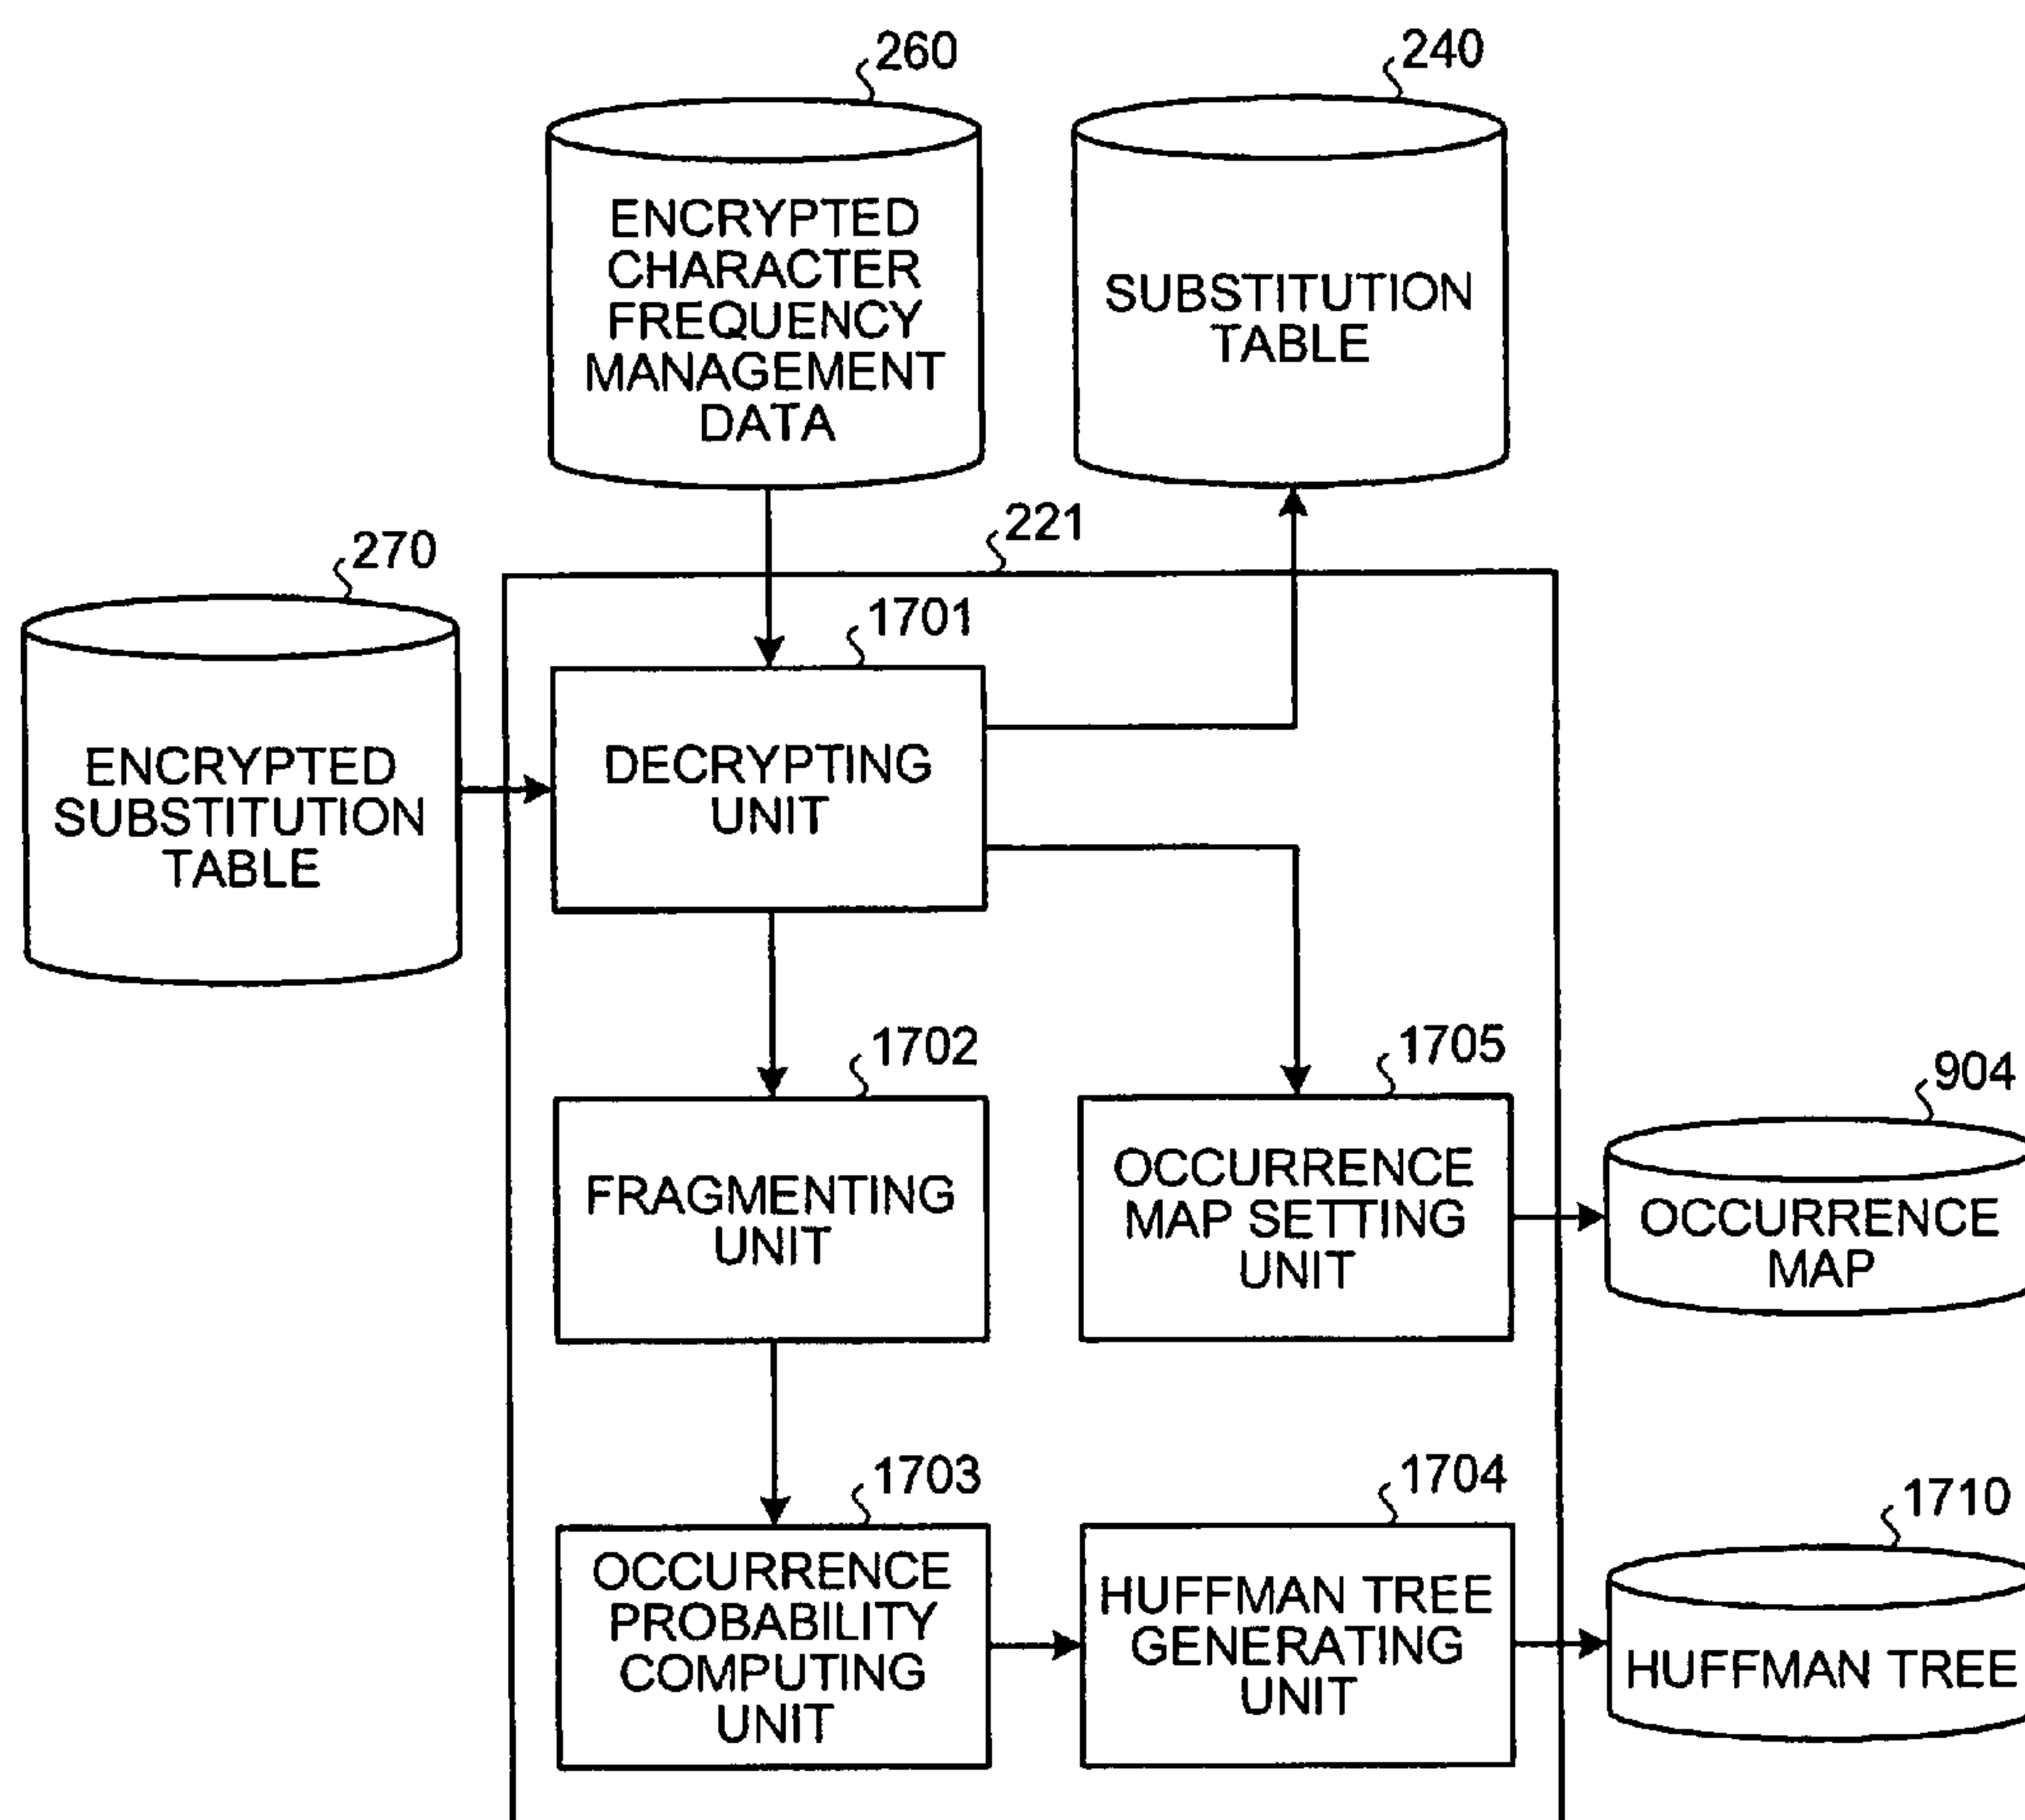 260
240
ENCRYPTED
CHARACTER
FREQUENCY
MANAGEMENT
DATA
SUBSTITUTION
TABLE
221
270
1701
ENCRYPTED
SUBSTITUTION
TABLE
DECRYPTING
UNIT
1702
1705
904
FRAGMENTING
UNIT
OCCURRENCE
MAP SETTING
UNIT
OCCURRENCE
MAP
1703
1704
1710
OCCURRENCE
PROBABILITY
COMPUTING
UNIT
HUFFMAN TREE
GENERATING
UNIT
HUFFMAN TREE